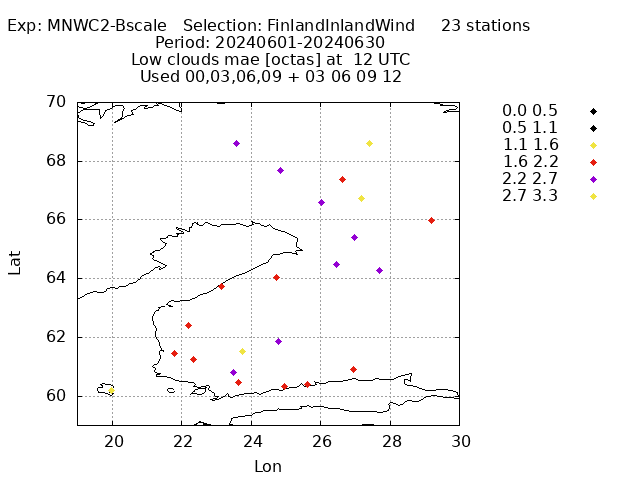 Exp: MNWC2-Bscale Selection: FinlandInlandWind 23 stations
Period: 20240601-20240630
Low clouds mae [octas] at 12 UTC
Used 00,03,06,09 + 03 06 09 12
0.0 0.5
0.5 1.1
1.1 1.6
1.6 2.2
2.2 2.7
2.7 3.3
70
68
66
64
62
60
Lat
20 22 24 26 28 30
Lon